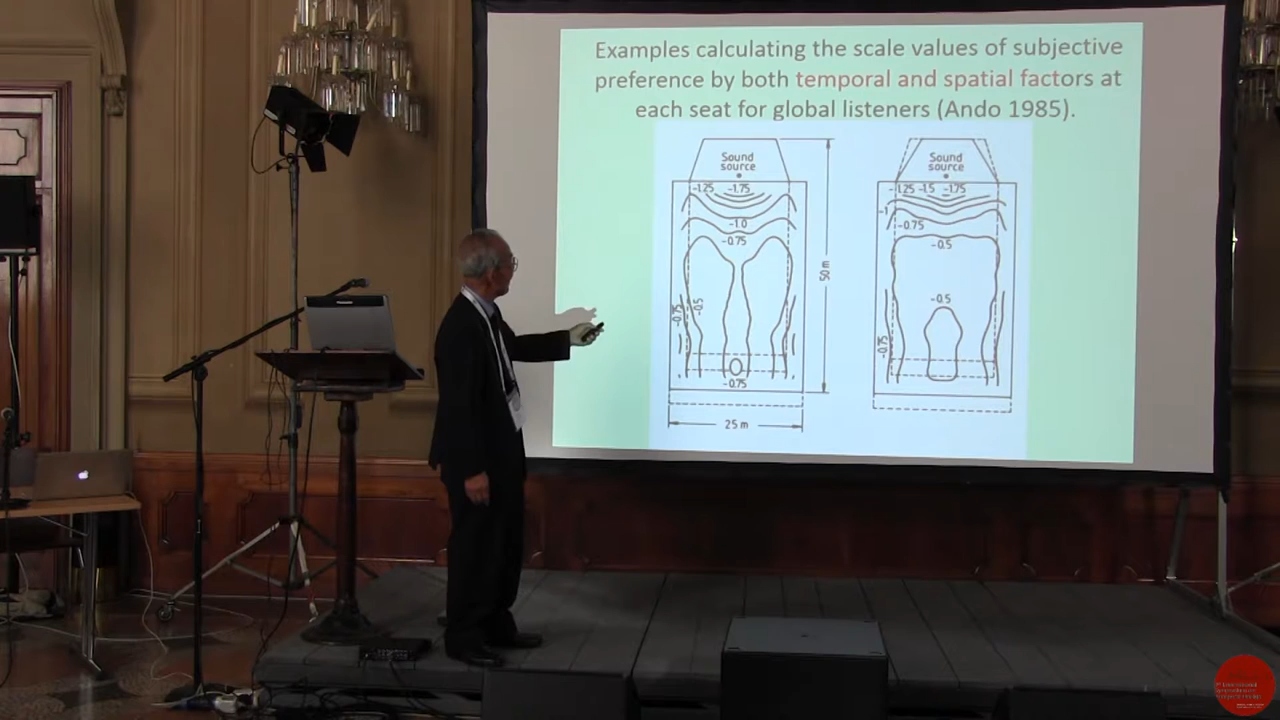 Examples calculating the scale values of subjective
preference by both temporal and spatial factors at
each seat for global listeners (Ando 1985).
Sound
source
-1.25 -1.75
-1.0
-0.75
-0.75
-0.5
-0.75
50 m
25 m
Sound
source
-1.25 -1.5 -1.75
-1
-0.75
-0.5
-0.5
-0.75